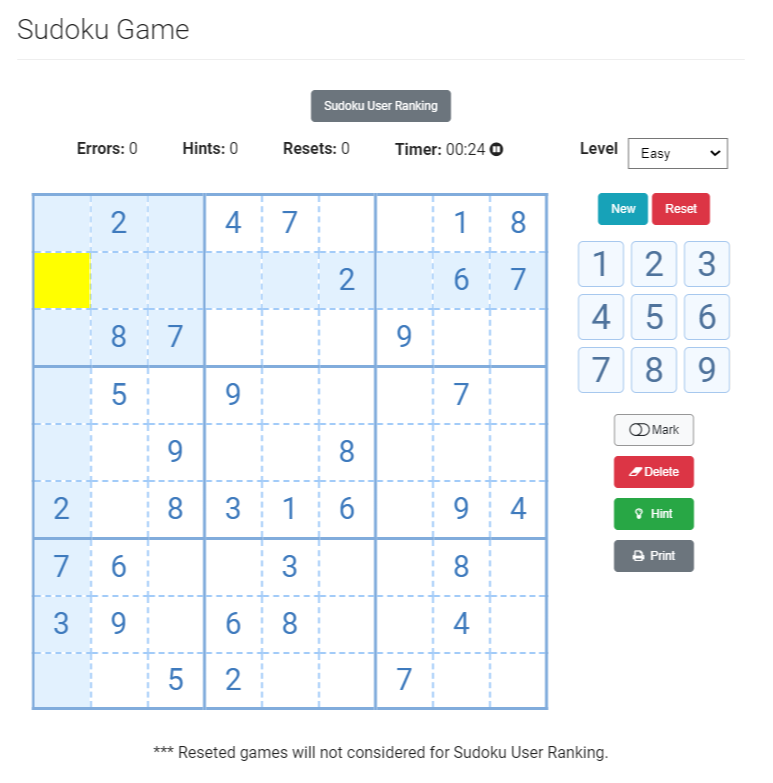 Sudoku Game
Sudoku User Ranking
Errors: 0 Hints: 0 Resets: 0 Timer: 00:24 Level Easy
New Reset
2 4 7 1 8
2 6 7
8 7 9
5 9 7
9 8
2 8 3 1 6 9 4
7 6 3 8
3 9 6 8 4
5 2 7
1 2 3
4 5 6
7 8 9
Mark
Delete
Hint
Print
*** Reseted games will not considered for Sudoku User Ranking.